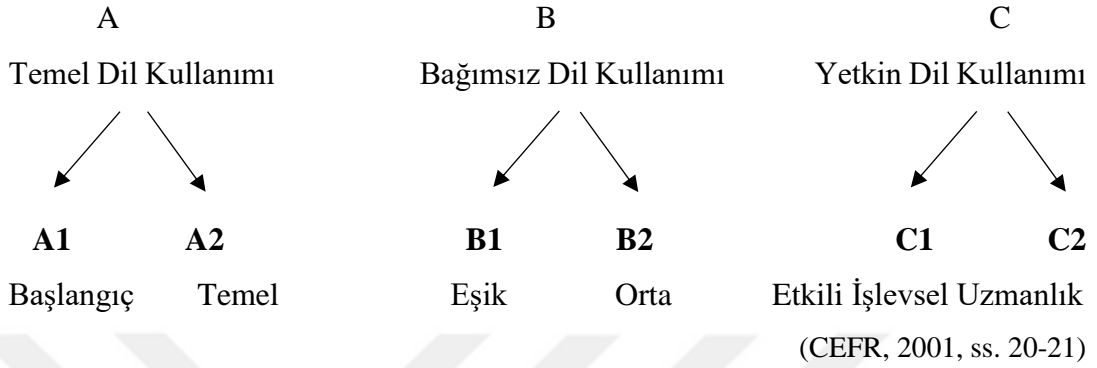 A B C
Temel Dil Kullanımı Bağımsız Dil Kullanımı Yetkin Dil Kullanımı
A1 A2 B1 B2 C1 C2
Başlangıç Temel Eşik Orta Etkili İşlevsel Uzmanlık
(CEFR, 2001, ss. 20-21)